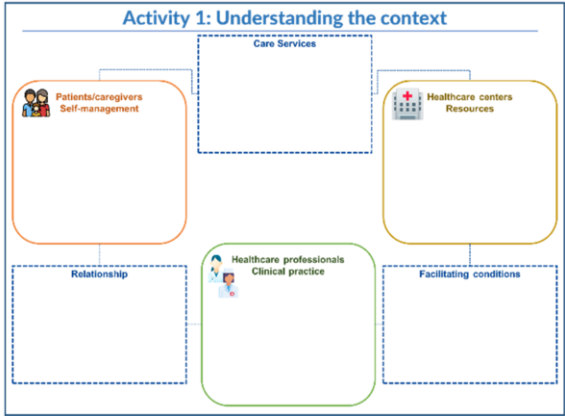 Activity 1: Understanding the context
Care Services
Patients/caregivers
Self-management
Healthcare centers
Resources
Relationship
Healthcare professionals
Clinical practice
Facilitating conditions